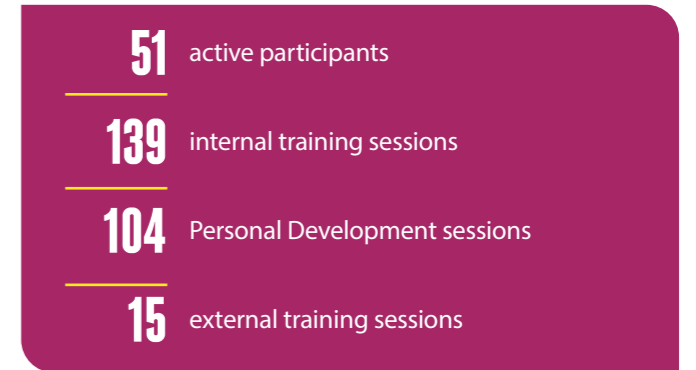 51 active participants
139 internal training sessions
104 Personal Development sessions
15 external training sessions